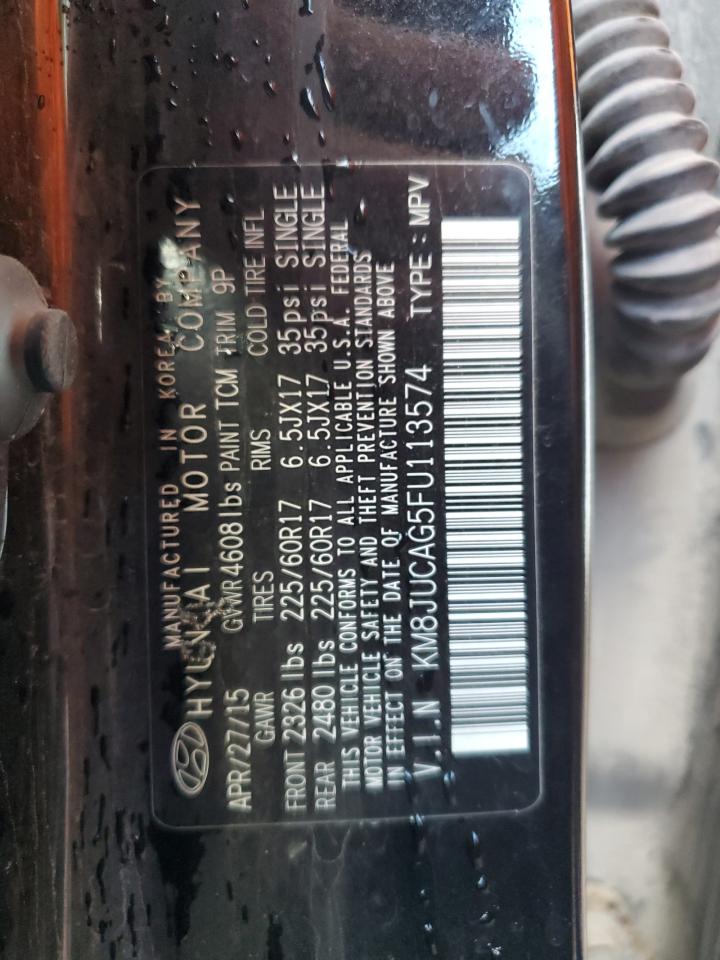 MANUFACTURED IN KOREA BY
HYUNDAI MOTOR COMPANY
APR/27/15 GVWR 4608 lbs PAINT TCM TRIM 9P
GAWR TIRES RIMS COLD TIRE INFL
FRONT 2326 lbs 225/60R17 6.5JX17 35psi SINGLE
REAR 2480 lbs 225/60R17 6.5JX17 35psi SINGLE
THIS VEHICLE CONFORMS TO ALL APPLICABLE U.S.A. FEDERAL
MOTOR VEHICLE SAFETY AND THEFT PREVENTION STANDARDS
IN EFFECT ON THE DATE OF MANUFACTURE SHOWN ABOVE
V.I.N KM8JUCAG5FU113574 TYPE : MPV